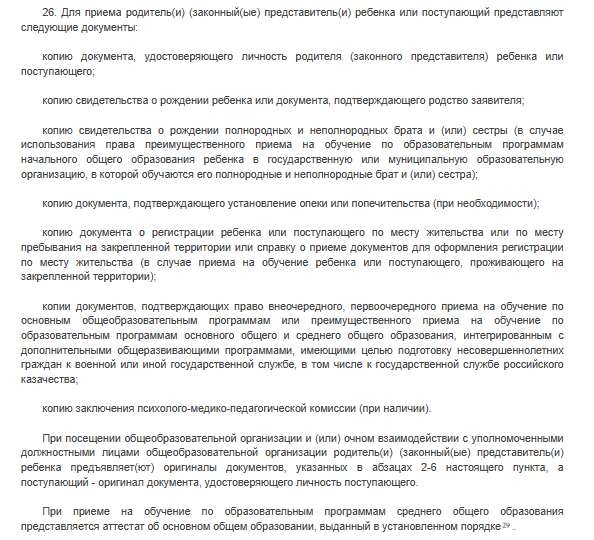 26. Для приема родитель(и) (законный(ые) представитель(и) ребенка или поступающий представляют
следующие документы:
копию документа, удостоверяющего личность родителя (законного представителя) ребенка или
поступающего;
копию свидетельства о рождении ребенка или документа, подтверждающего родство заявителя;
копию свидетельства о рождении полнородных и неполнородных брата и (или) сестры (в случае
использования права преимущественного приема на обучение по образовательным программам
начального общего образования ребенка в государственную или муниципальную образовательную
организацию, в которой обучаются его полнородные и неполнородные брат и (или) сестра);
копию документа, подтверждающего установление опеки или попечительства (при необходимости);
копию документа о регистрации ребенка или поступающего по месту жительства или по месту
пребывания на закрепленной территории или справку о приеме документов для оформления регистрации
по месту жительства (в случае приема на обучение ребенка или поступающего, проживающего на
закрепленной территории);
копии документов, подтверждающих право внеочередного, первоочередного приема на обучение по
основным общеобразовательным программам или преимущественного приема на обучение по
образовательным программам основного общего и среднего общего образования, интегрированным с
дополнительными общеразвивающими программами, имеющими целью подготовку несовершеннолетних
граждан к военной или иной государственной службе, в том числе к государственной службе российского
казачества;
копию заключения психолого-медико-педагогической комиссии (при наличии).
При посещении общеобразовательной организации и (или) очном взаимодействии с уполномоченными
должностными лицами общеобразовательной организации родитель(и) (законный(ые) представитель(и)
ребенка предъявляет(ют) оригиналы документов, указанных в абзацах 2-6 настоящего пункта, а
поступающий - оригинал документа, удостоверяющего личность поступающего.
При приеме на обучение по образовательным программам среднего общего образования
представляется аттестат об основном общем образовании, выданный в установленном порядке 29 .